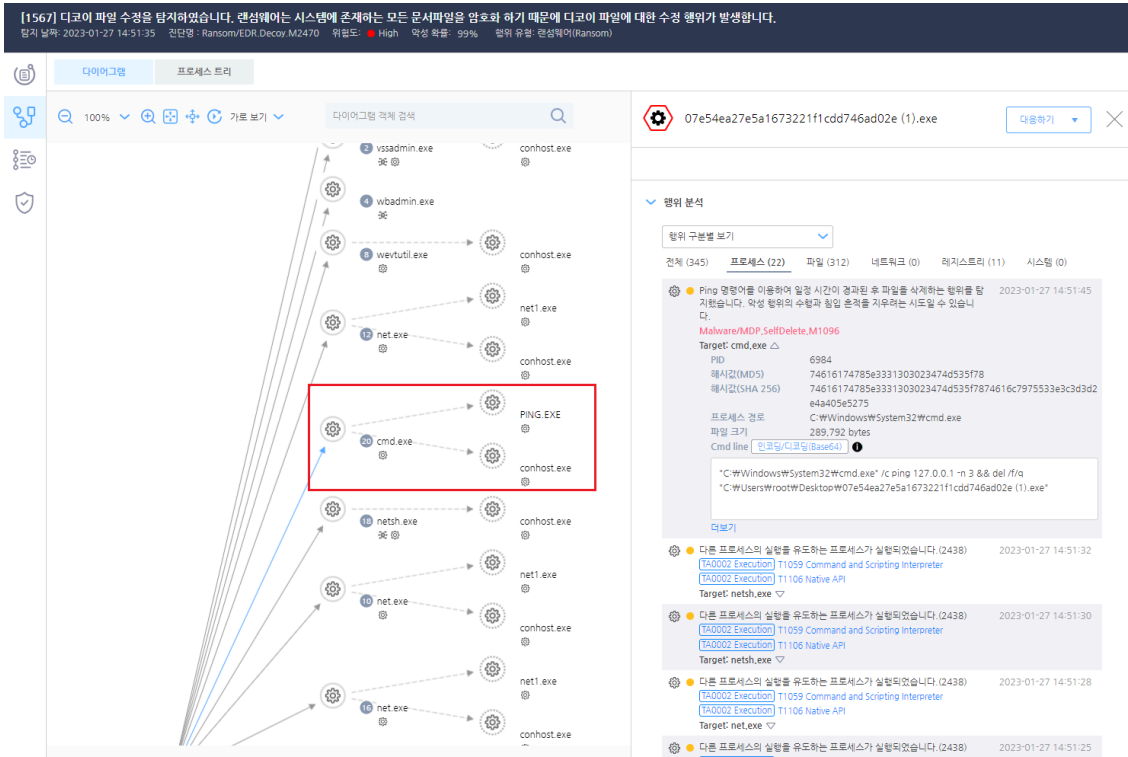 [1567] 디코이 파일 수정을 탐지하였습니다. 랜섬웨어는 시스템에 존재하는 모든 문서파일을 암호화 하기 때문에 디코이 파일에 대한 수정 행위가 발생합니다.
탐지 날짜: 2023-01-27 14:51:35 진단명 : Ransom/EDR.Decoy.M2470 위험도: High 악성 확률: 99% 행위 유형: 랜섬웨어(Ransom)
다이어그램 프로세스 트리
100% 가로 보기 다이어그램 객체 검색
2 vssadmin.exe conhost.exe
4 wbadmin.exe
8 wevtutil.exe conhost.exe
net1.exe
12 net.exe
conhost.exe
PING.EXE
20 cmd.exe
conhost.exe
18 netsh.exe conhost.exe
net1.exe
10 net.exe
conhost.exe
net1.exe
16 net.exe
conhost.exe
07e54ea27e5a1673221f1cdd746ad02e (1).exe 대응하기
행위 분석
행위 구분별 보기
전체 (345) 프로세스 (22) 파일 (312) 네트워크 (0) 레지스트리 (11) 시스템 (0)
Ping 명령어를 이용하여 일정 시간이 경과된 후 파일을 삭제하는 행위를 탐 2023-01-27 14:51:45
지했습니다. 악성 행위의 수행과 침입 흔적을 지우려는 시도일 수 있습니
다.
Malware/MDP.SelfDelete.M1096
Target: cmd.exe
PID 6984
해시값(MD5) 74616174785e3331303023474d535f78
해시값(SHA 256) 74616174785e3331303023474d535f7874616c7975533e3c3d3d2
e4a405e5275
프로세스 경로 C:₩Windows₩System32₩cmd.exe
파일 크기 289,792 bytes
Cmd line 인코딩/디코딩(Base64)
"C:₩Windows₩System32₩cmd.exe" /c ping 127.0.0.1 -n 3 && del /f/q
"C:₩Users₩root₩Desktop₩07e54ea27e5a1673221f1cdd746ad02e (1).exe"
더보기
다른 프로세스의 실행을 유도하는 프로세스가 실행되었습니다.(2438) 2023-01-27 14:51:32
TA0002 Execution T1059 Command and Scripting Interpreter
TA0002 Execution T1106 Native API
Target: netsh.exe
다른 프로세스의 실행을 유도하는 프로세스가 실행되었습니다.(2438) 2023-01-27 14:51:30
TA0002 Execution T1059 Command and Scripting Interpreter
TA0002 Execution T1106 Native API
Target: netsh.exe
다른 프로세스의 실행을 유도하는 프로세스가 실행되었습니다.(2438) 2023-01-27 14:51:28
TA0002 Execution T1059 Command and Scripting Interpreter
TA0002 Execution T1106 Native API
Target: net.exe
다른 프로세스의 실행을 유도하는 프로세스가 실행되었습니다.(2438) 2023-01-27 14:51:25